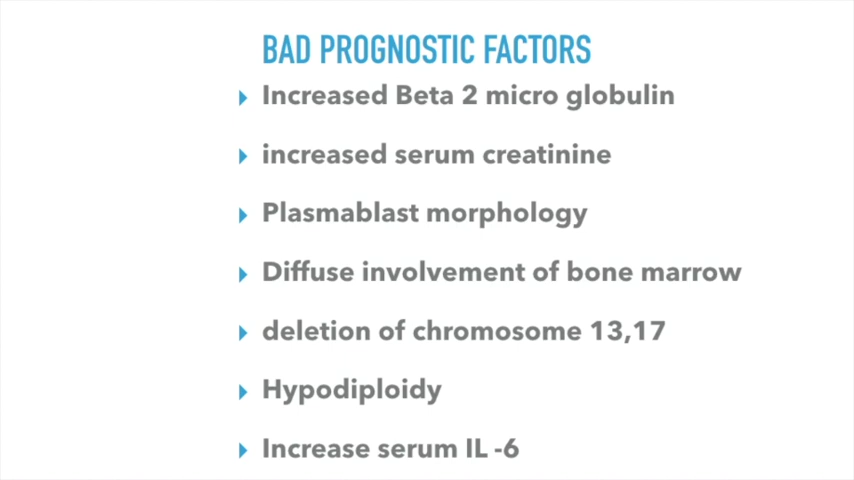 BAD PROGNOSTIC FACTORS
Increased Beta 2 micro globulin
increased serum creatinine
Plasmablast morphology
Diffuse involvement of bone marrow
deletion of chromosome 13,17
Hypodiploidy
Increase serum IL -6